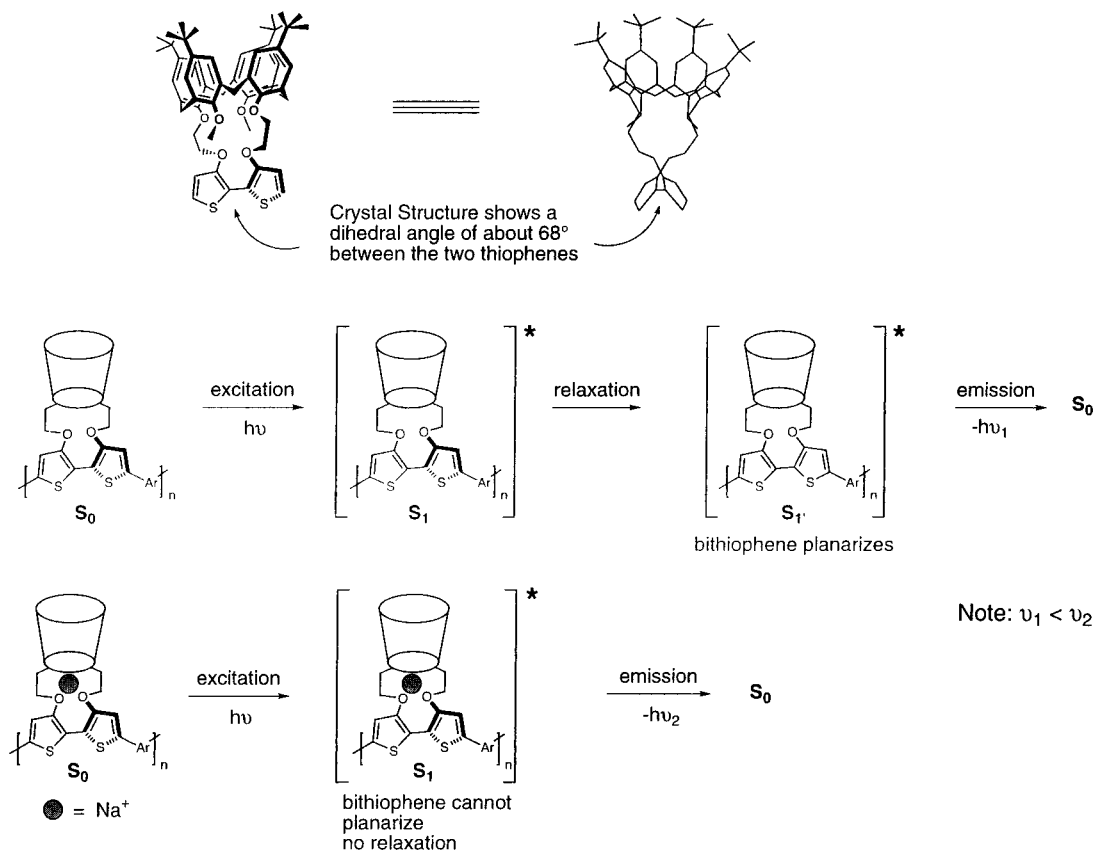 O
O
O
O
O
O
S
S
Crystal Structure shows a
dihedral angle of about 68°
between the two thiophenes
O
O
S
S
Ar
n
S₀
excitation
hυ
*
O
O
S
S
Ar
n
S₁
relaxation
*
O
O
S
S
Ar
n
S₁'
bithiophene planarizes
emission
-hυ₁
S₀
O
O
S
S
Ar
n
S₀
= Na⁺
excitation
hυ
*
O
O
S
S
Ar
n
S₁
bithiophene cannot
planarize
no relaxation
emission
-hυ₂
S₀
Note: υ₁ < υ₂